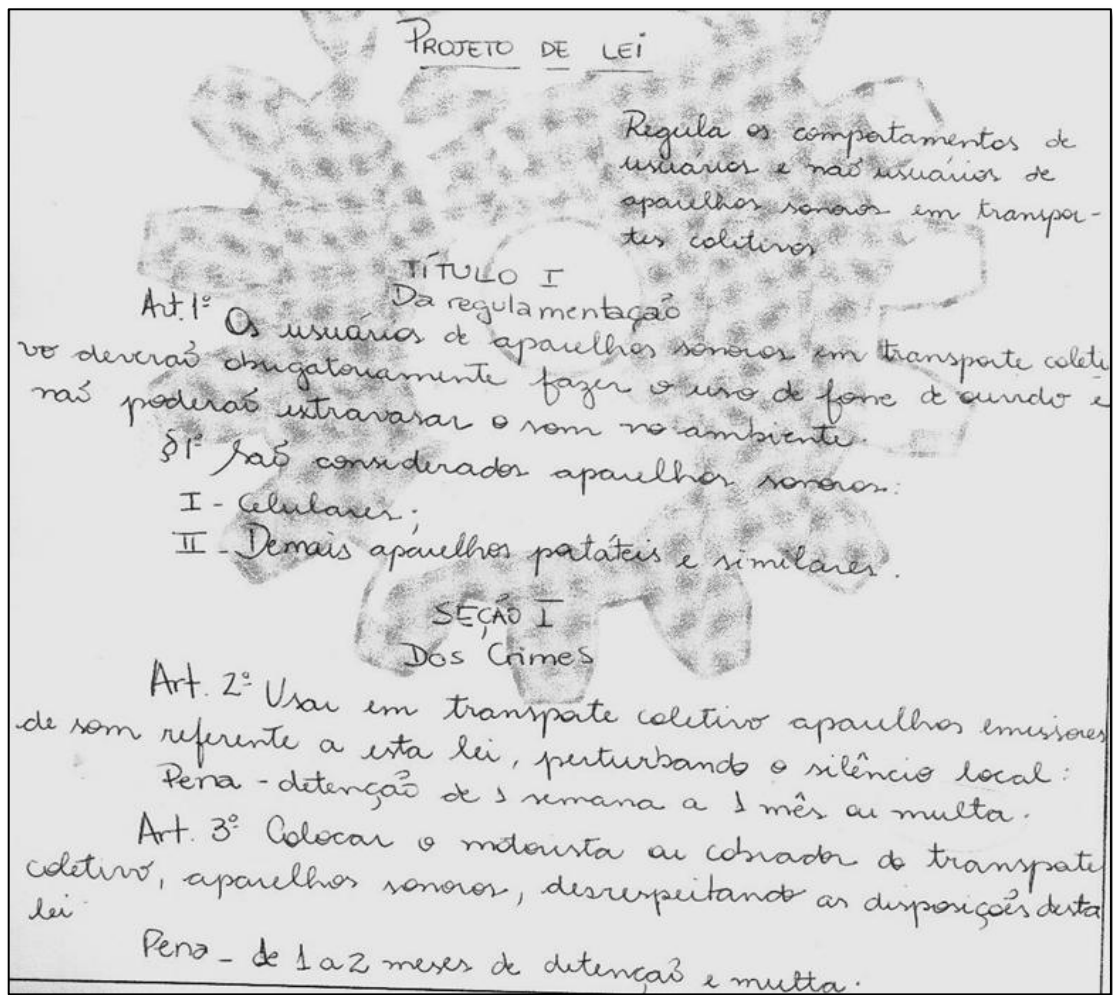 PROJETO DE LEI
Regula os comportamentos de
usuários e não usuários de
aparelhos sonoros em transpor-
tes coletivos
TÍTULO I
Da regulamentação
Art. 1º Os usuários de aparelhos sonoros em transporte coleti
vo deverão obrigatoriamente fazer o uso de fone de ouvido e
não poderão extravasar o som no ambiente.
§1º São considerados aparelhos sonoros:
I - Celulares;
II - Demais aparelhos portáteis e similares.
SEÇÃO I
Dos Crimes
Art. 2º Usar em transporte coletivo aparelhos emissores
de som referente a esta lei, perturbando o silêncio local:
Pena - detenção de 1 semana a 1 mês ou multa.
Art. 3º Colocar o motorista ou cobrador do transporte
coletivo, aparelhos sonoros, desrespeitando as disposições desta
lei:
Pena - de 1 a 2 meses de detenção e multa.